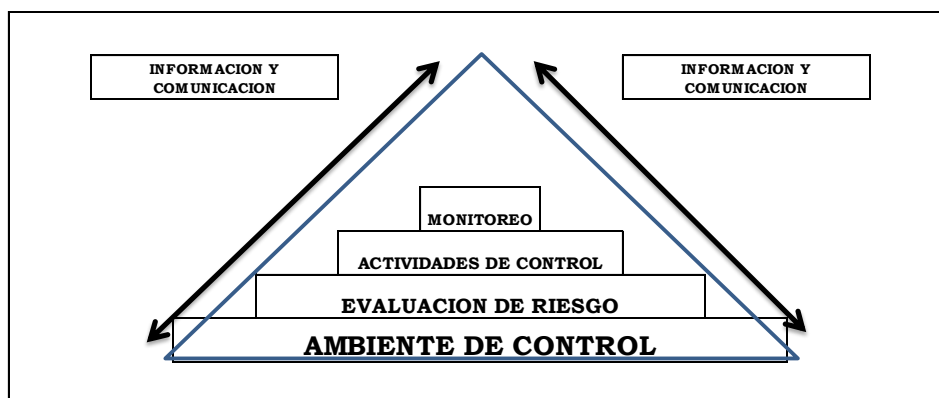 INFORMACION Y
COMUNICACION
INFORMACION Y
COMUNICACION
MONITOREO
ACTIVIDADES DE CONTROL
EVALUACION DE RIESGO
AMBIENTE DE CONTROL